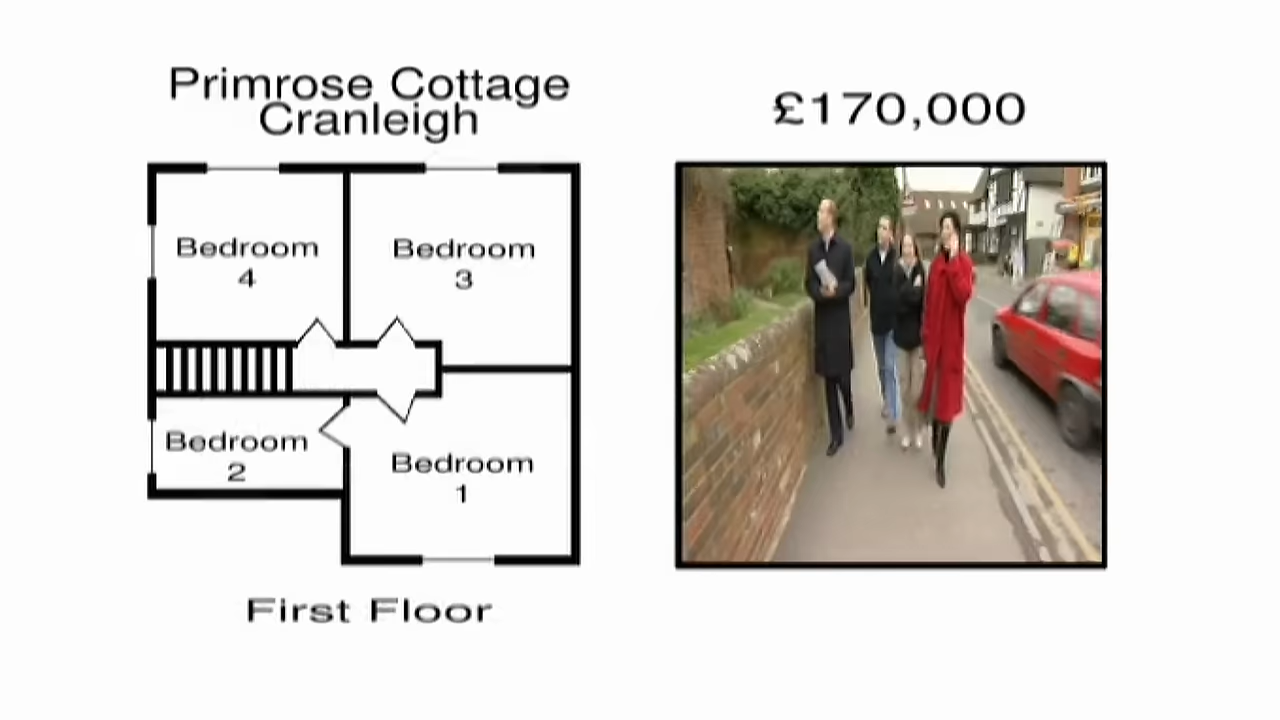 Primrose Cottage
Cranleigh
£170,000
Bedroom
4
Bedroom
3
Bedroom
2
Bedroom
1
First Floor